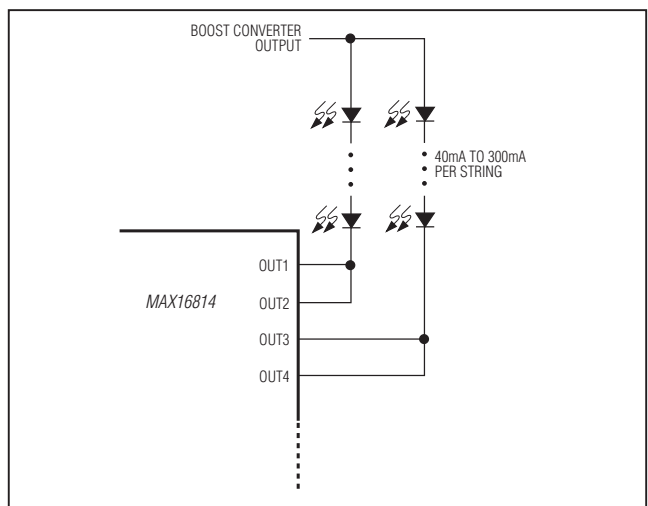 BOOST CONVERTER
OUTPUT
40mA TO 300mA
PER STRING
OUT1
MAX16814
OUT2
OUT3
OUT4